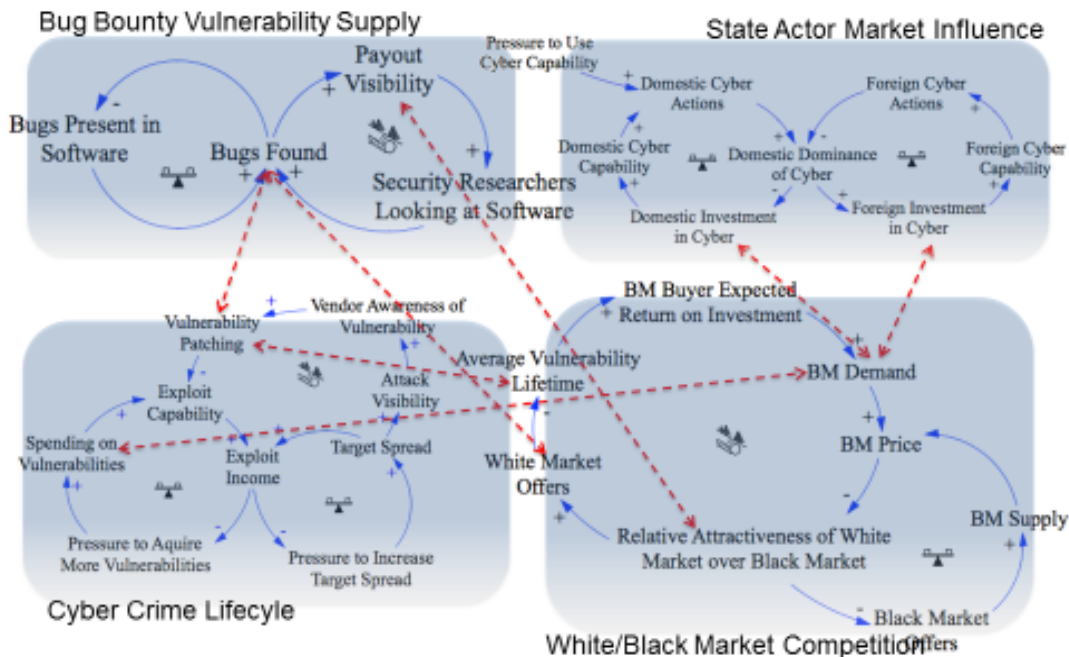 Bug Bounty Vulnerability Supply
State Actor Market Influence
Payout
Visibility
Bugs Present in
Software
Bugs Found
Security Researchers
Looking at Software
Pressure to Use
Cyber Capability
Domestic Cyber
Actions
Foreign Cyber
Actions
Domestic Cyber
Capability
Domestic Dominance
of Cyber
Foreign Cyber
Capability
Domestic Investment
in Cyber
Foreign Investment
in Cyber
Vendor Awareness of
Vulnerability
Vulnerability
Patching
Exploit
Capability
Attack
Visibility
Spending on
Vulnerabilities
Exploit
Income
Target Spread
Pressure to Aquire
More Vulnerabilities
Pressure to Increase
Target Spread
Cyber Crime Lifecyle
BM Buyer Expected
Return on Investment
Average Vulnerability
Lifetime
BM Demand
BM Price
White Market
Offers
BM Supply
Relative Attractiveness of White
Market over Black Market
Black Market
Offers
White/Black Market Competition